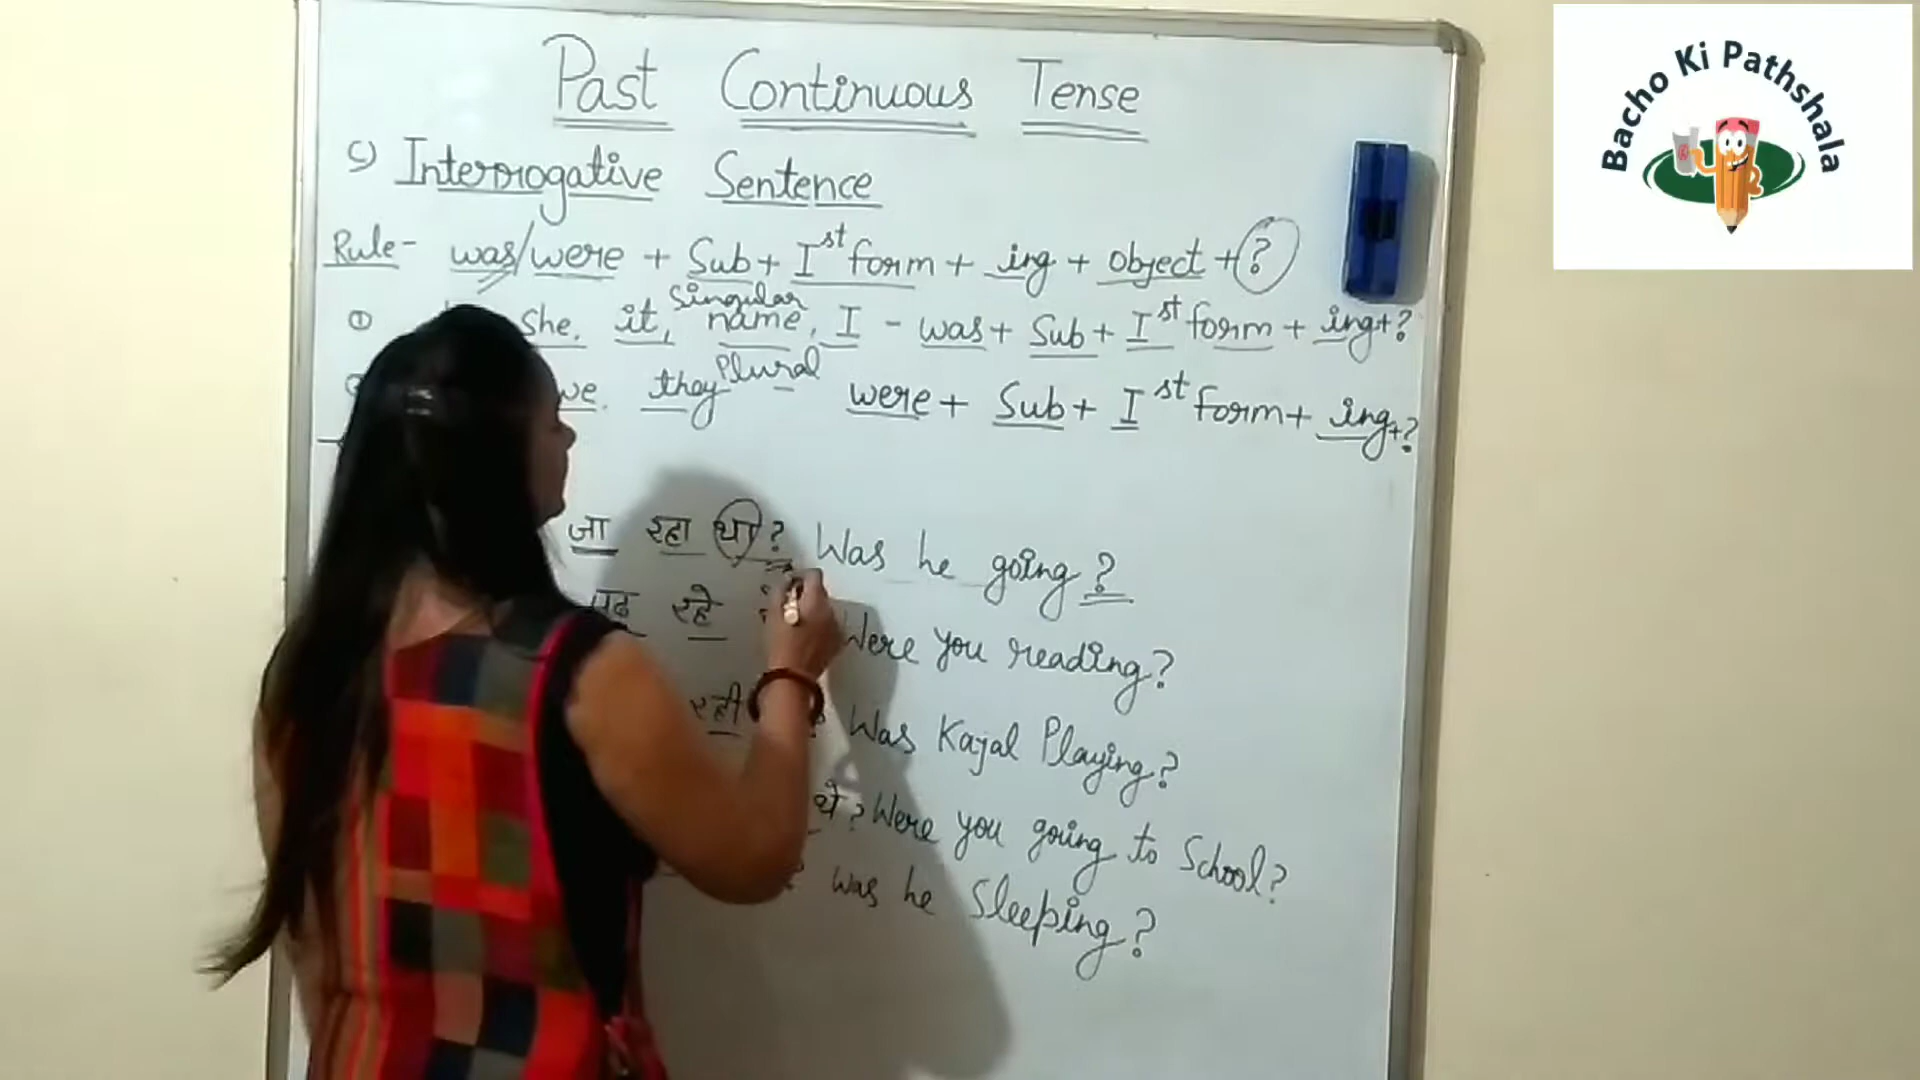 Past Continuous Tense
c) Interrogative Sentence
Rule- was/were + Sub + Ist form + ing + object + ?
① she, it, Singular name, I - was + Sub + Ist form + ing + ?
we, they Plural were + Sub + Ist form + ing + ?
जा रहा था? Was he going?
पढ़ रहे Were you reading?
रही Was Kajal Playing?
थे? Were you going to School?
? was he Sleeping?
Bacho Ki Pathshala